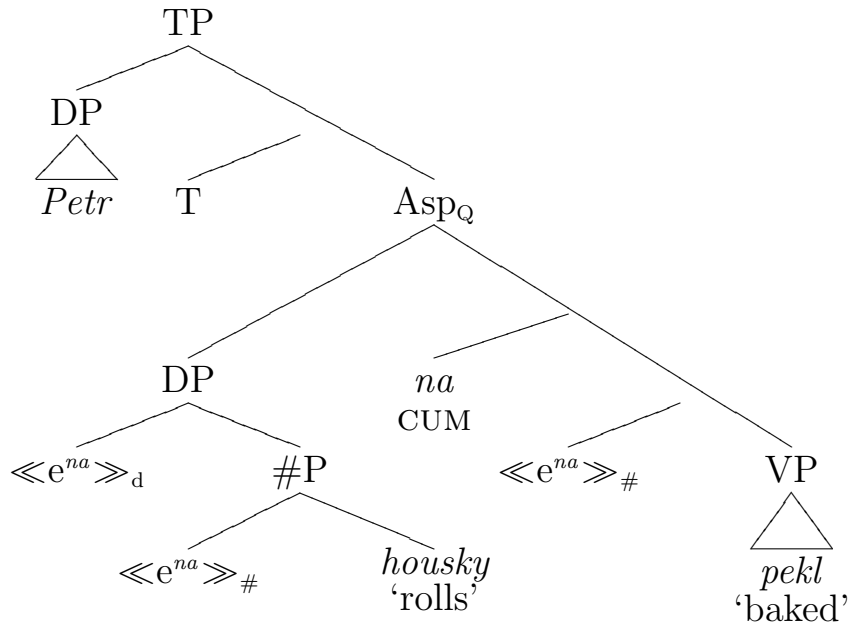 TP
DP
Petr T Asp_Q
DP na
CUM
≪e^na≫_d #P ≪e^na≫_# VP
≪e^na≫_# housky pekl
‘rolls’ ‘baked’